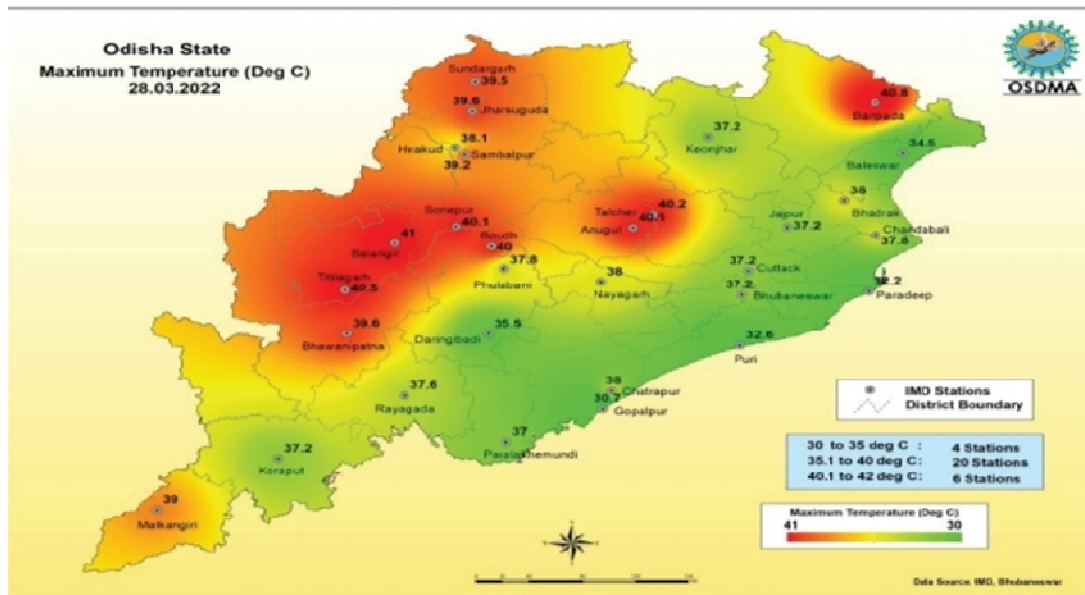 Odisha State
Maximum Temperature (Deg C)
28.03.2022
OSDMA
Sundargarh
39.5
39.6
Jharsuguda
38.1
Hirakud
Sambalpur
39.2
40.8
Baripada
37.2
Keonjhar
34.5
Baleswar
38
Bhadrak
Chandabali
37.8
Sonepur
40.1
Boudh
40
41
Balangir
Titilagarh
40.5
37.8
Phulabani
Talcher
40.2
40.1
Anugul
Jajpur
37.2
38
Nayagarh
37.2
Cuttack
37.2
Bhubaneswar
Paradeep
39.6
Bhawanipatna
35.5
Daringibadi
32.6
Puri
37.6
Rayagada
38
Chatrapur
30.7
Gopalpur
37
Paralakhemundi
37.2
Koraput
39
Malkangiri
IMD Stations
District Boundary
30 to 35 deg C : 4 Stations
35.1 to 40 deg C: 20 Stations
40.1 to 42 deg C: 6 Stations
Maximum Temperature (Deg C)
41 30
Data Source: IMD, Bhubaneswar